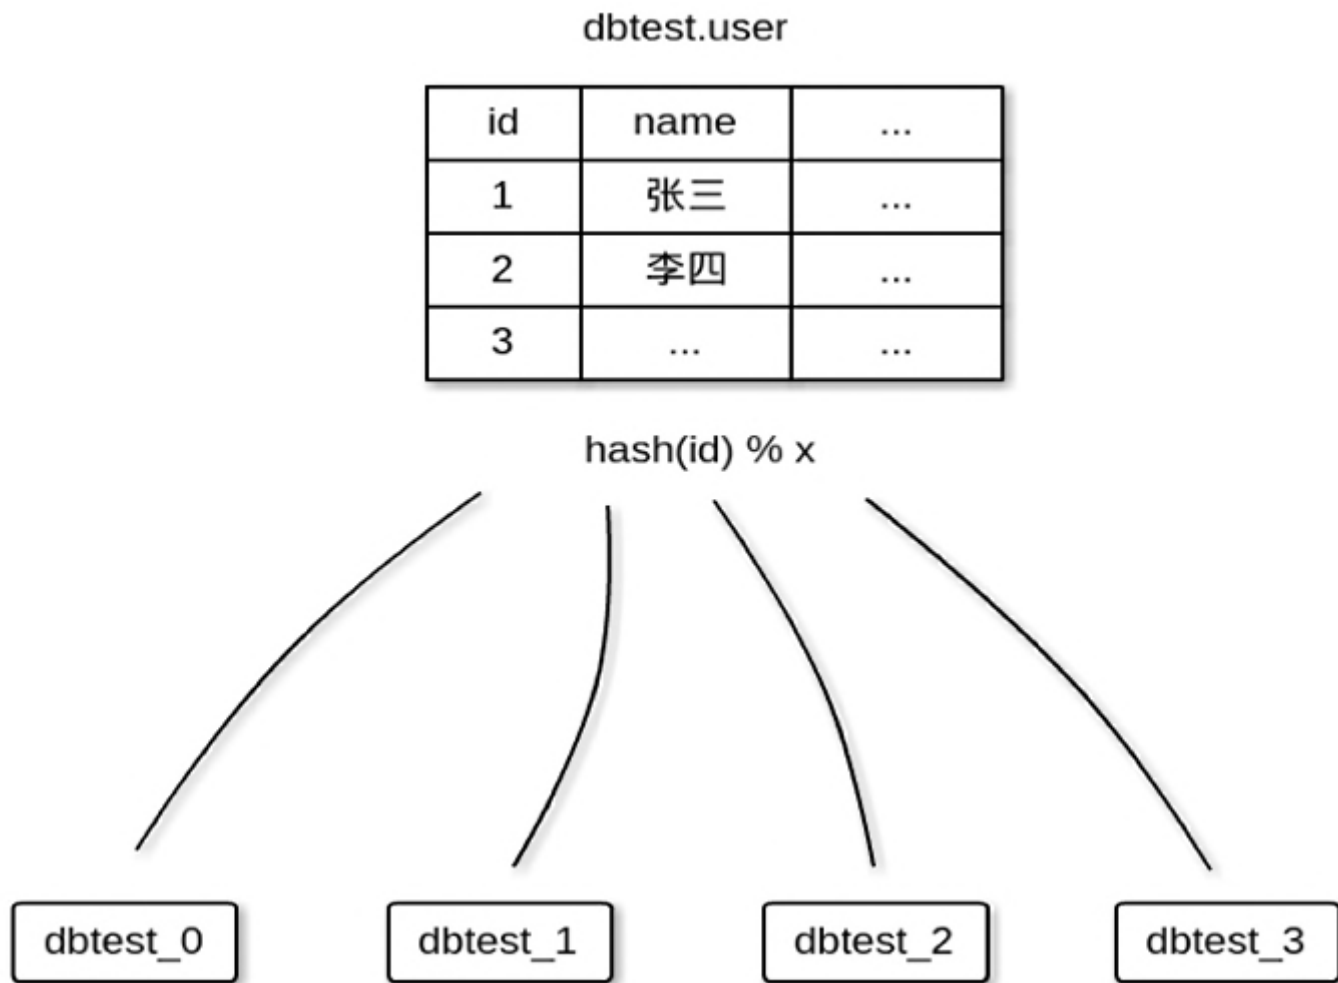 dbtest.user
id name ...
1 张三 ...
2 李四 ...
3 ... ...
hash(id) % x
dbtest_0 dbtest_1 dbtest_2 dbtest_3